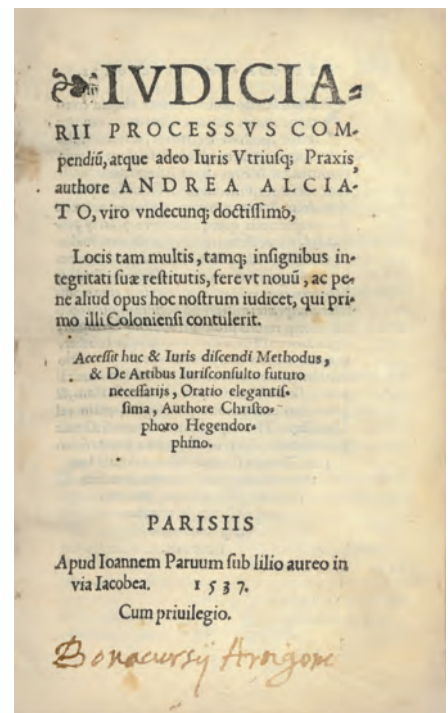 IVDICIA-
RII PROCESSVS COM-
pendiū, atque adeo Iuris Vtriuſq; Praxis,
authore ANDREA ALCIA-
TO, viro vndecunq; doctiſſimo,
Locis tam multis, tamq; inſignibus in-
tegritati ſuæ reſtitutis, fere vt nouū, ac pe-
ne aliud opus hoc noſtrum iudicet, qui pri-
mo illi Colonienſi contulerit.
Acceſſit huc & Iuris diſcendi Methodus,
& De Artibus Iuriſconſulto futuro
neceſſarijs, Oratio elegantiſ-
ſima, Authore Chriſto-
phoro Hegendor-
phino.
PARISIIS
Apud Ioannem Paruum ſub lilio aureo in
via Iacobea. 1537.
Cum priuilegio.
Bonacursij Arrigoni